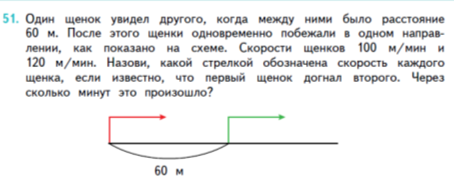 51. Один щенок увидел другого, когда между ними было расстояние
60 м. После этого щенки одновременно побежали в одном направ-
лении, как показано на схеме. Скорости щенков 100 м/мин и
120 м/мин. Назови, какой стрелкой обозначена скорость каждого
щенка, если известно, что первый щенок догнал второго. Через
сколько минут это произошло?
60 м